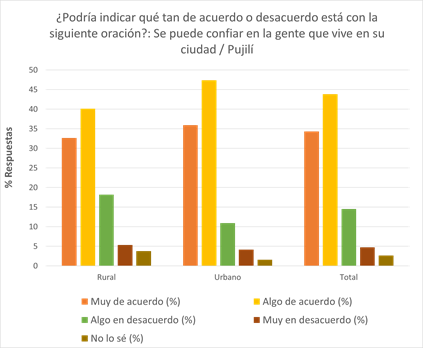 ¿Podría indicar qué tan de acuerdo o desacuerdo está con la
siguiente oración?: Se puede confiar en la gente que vive en su
ciudad / Pujilí
50
45
40
35
30
25
20
15
10
5
0
% Respuestas
Rural
Urbano
Total
Muy de acuerdo (%)
Algo de acuerdo (%)
Algo en desacuerdo (%)
Muy en desacuerdo (%)
No lo sé (%)